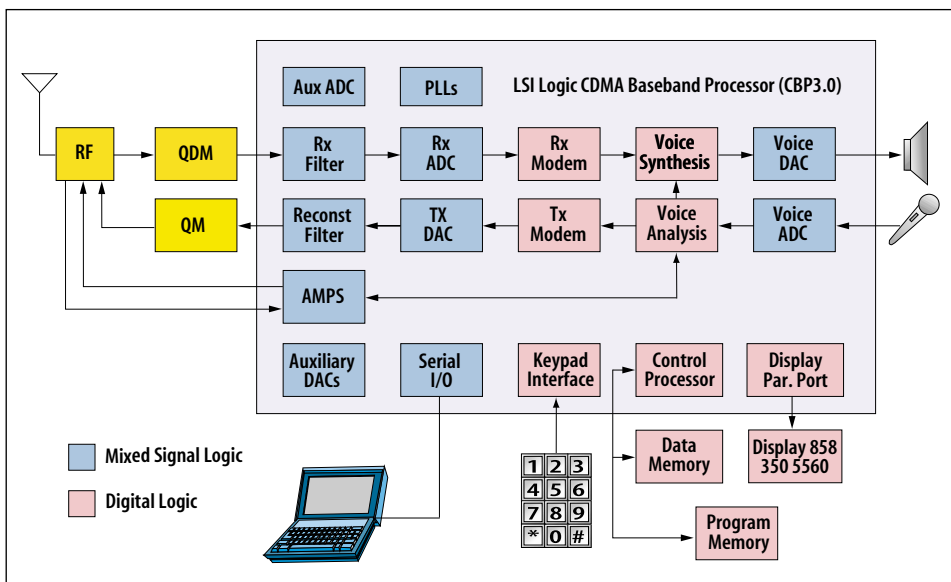 LSI Logic CDMA Baseband Processor (CBP3.0)
Aux ADC
PLLs
RF
QDM
Rx
Filter
Rx
ADC
Rx
Modem
Voice
Synthesis
Voice
DAC
QM
Reconst
Filter
TX
DAC
Tx
Modem
Voice
Analysis
Voice
ADC
AMPS
Auxiliary
DACs
Serial
I/O
Keypad
Interface
Control
Processor
Display
Par. Port
Mixed Signal Logic
Digital Logic
1 2 3
4 5 6
7 8 9
* 0 #
Data
Memory
Display 858
350 5560
Program
Memory